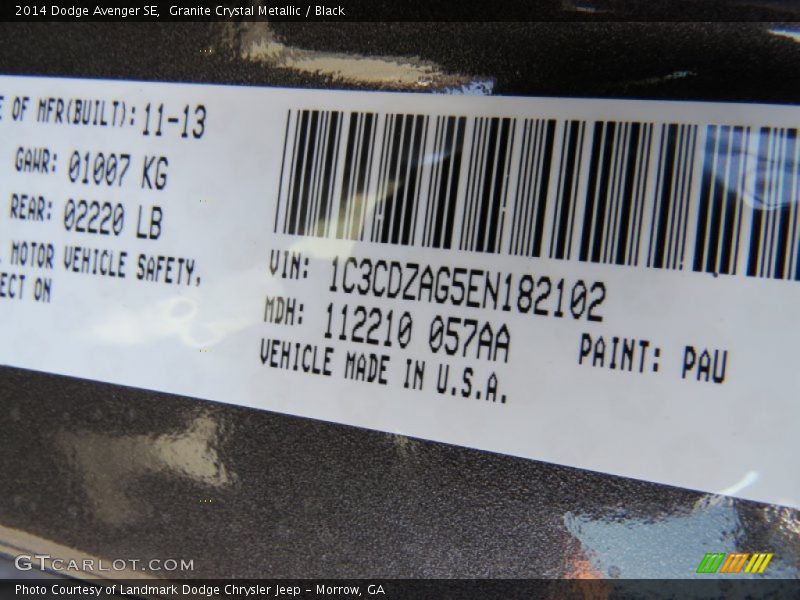 2014 Dodge Avenger SE,  Granite Crystal Metallic / Black
E OF MFR(BUILT): 11-13
GAWR: 01007 KG
REAR: 02220 LB
MOTOR VEHICLE SAFETY,
ECT ON
VIN: 1C3CDZAG5EN182102
MDH: 112210 057AA
PAINT: PAU
VEHICLE MADE IN U.S.A.
GTCARLOT.COM
Photo Courtesy of Landmark Dodge Chrysler Jeep – Morrow, GA